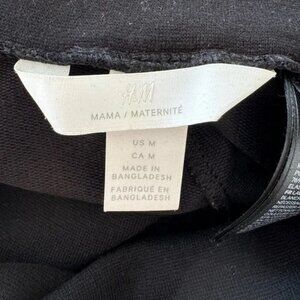 H&M
MAMA / MATERNITÉ
US M
CA M
MADE IN
BANGLADESH
FABRIQUÉ EN
BANGLADESH